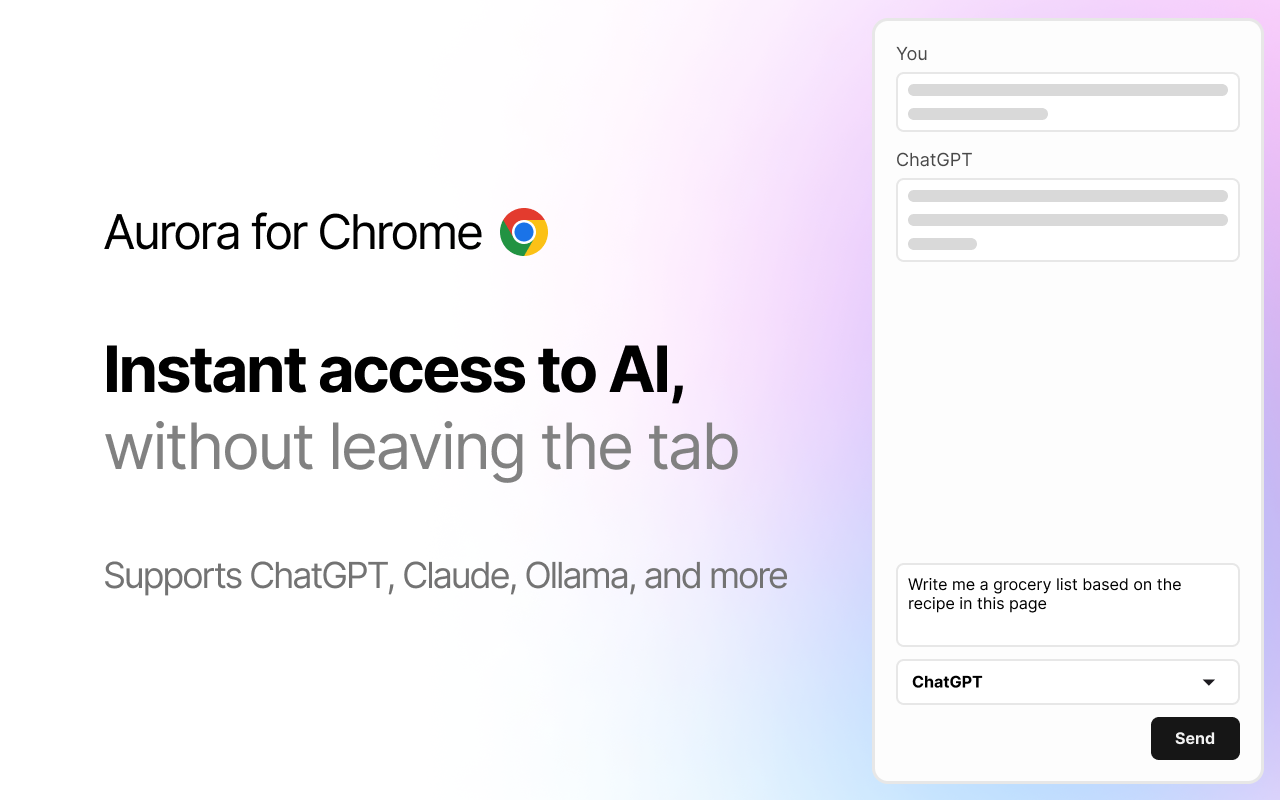 Aurora for Chrome
Instant access to AI,
without leaving the tab
Supports ChatGPT, Claude, Ollama, and more
You
ChatGPT
Write me a grocery list based on the
recipe in this page
ChatGPT
Send